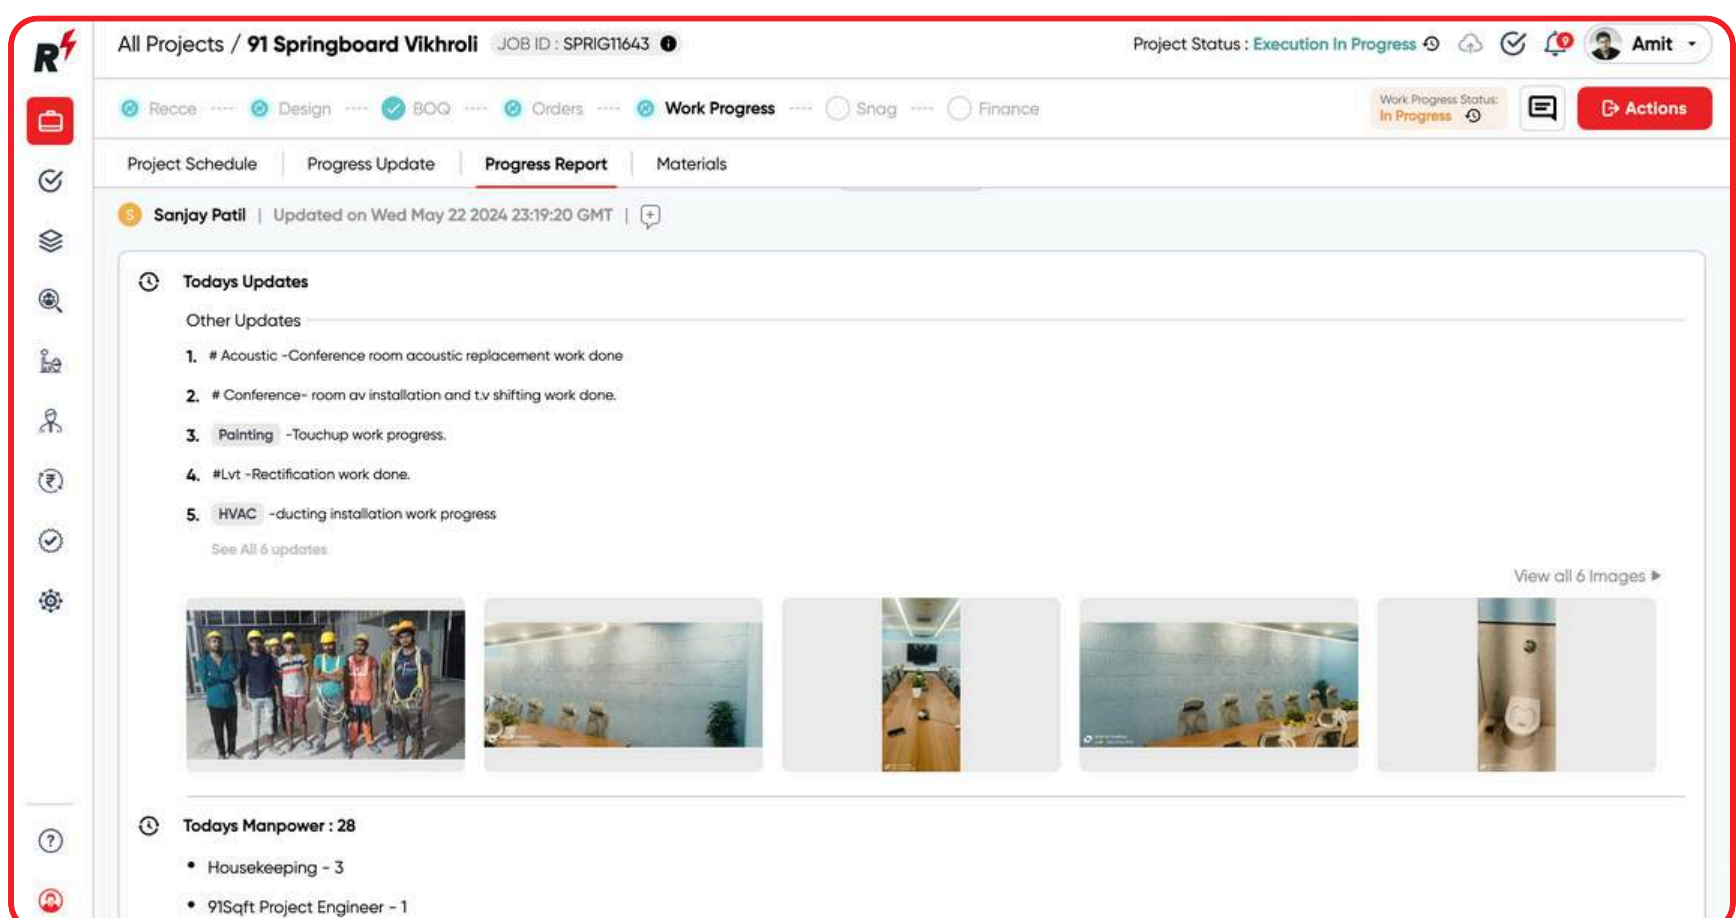 R
All Projects / 91 Springboard Vikhroli JOB ID : SPRIG11643
Project Status : Execution In Progress
9
Amit
Recce
Design
BOQ
Orders
Work Progress
Snag
Finance
Work Progress Status:
In Progress
Actions
Project Schedule
Progress Update
Progress Report
Materials
S
Sanjay Patil | Updated on Wed May 22 2024 23:19:20 GMT |
Todays Updates
Other Updates
1. # Acoustic -Conference room acoustic replacement work done
2. # Conference- room av installation and t.v shifting work done.
3. Painting -Touchup work progress.
4. #Lvt -Rectification work done.
5. HVAC -ducting installation work progress
See All 6 updates
View all 6 Images
Todays Manpower : 28
• Housekeeping - 3
• 91Sqft Project Engineer - 1